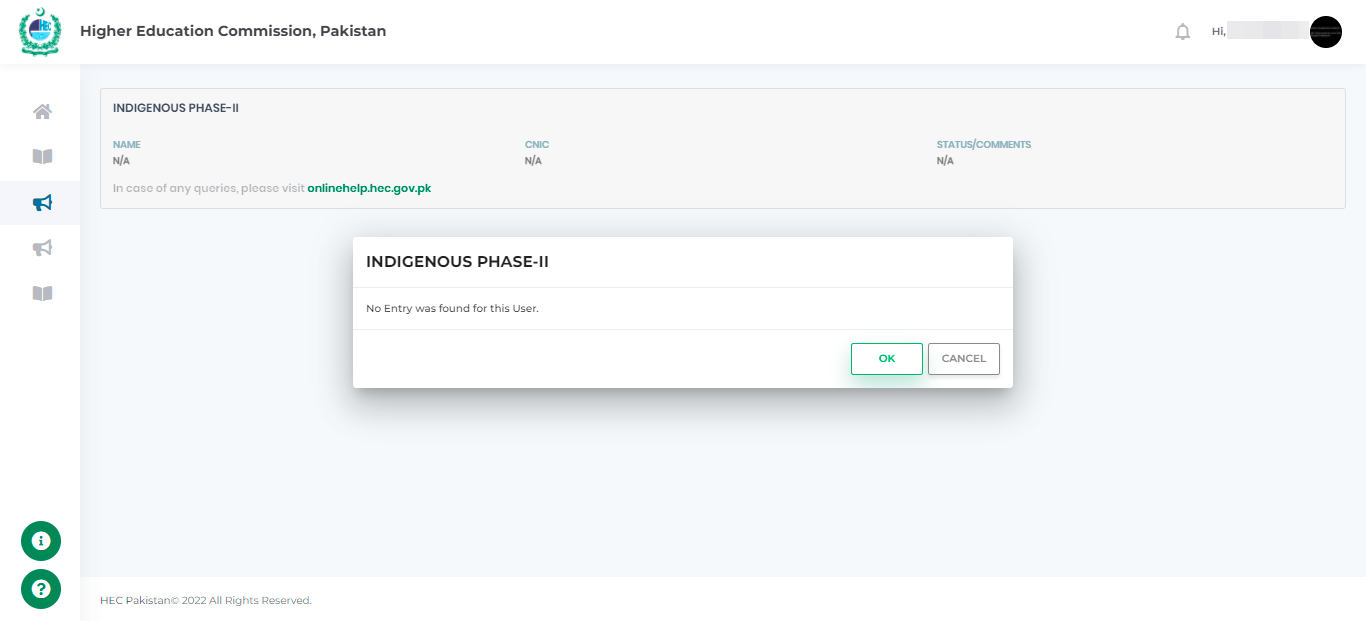 HEC
Higher Education Commission, Pakistan
Hi,
INDIGENOUS PHASE-II
NAME
CNIC
STATUS/COMMENTS
N/A
N/A
N/A
In case of any queries, please visit onlinehelp.hec.gov.pk
INDIGENOUS PHASE-II
No Entry was found for this User.
OK
CANCEL
HEC Pakistan© 2022 All Rights Reserved.